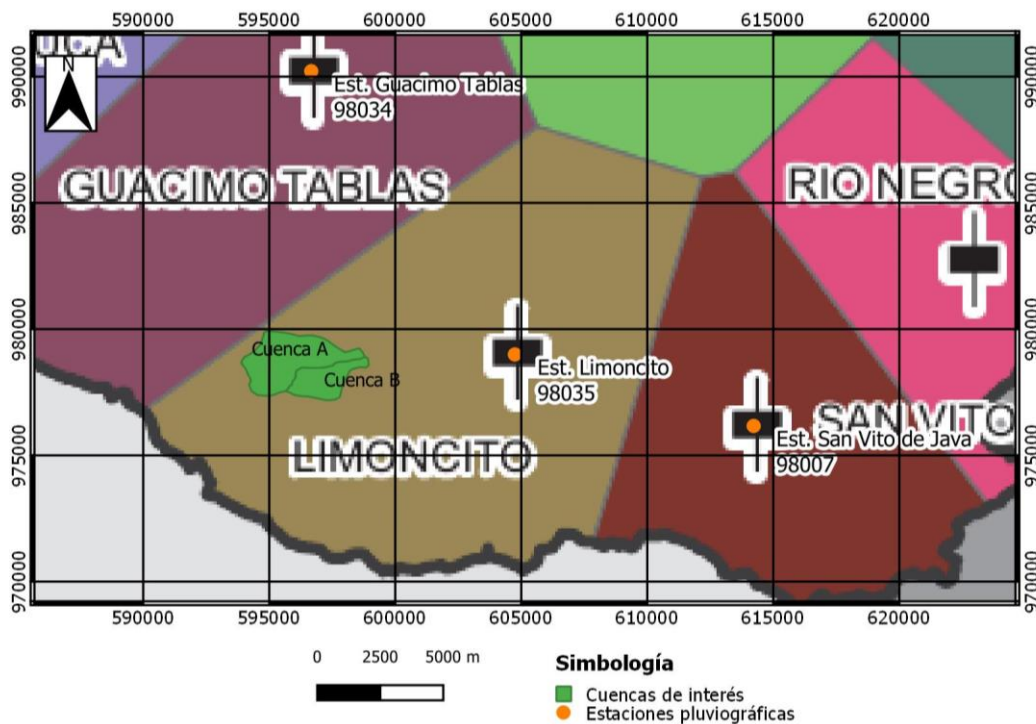 590000 595000 600000 605000 610000 615000 620000
N
990000 990000
Est. Guacimo Tablas
98034
GUACIMO TABLAS
RIO NEGRO
985000 985000
980000 980000
Cuenca A
Cuenca B
Est. Limoncito
98035
LIMONCITO
SAN VITO
Est. San Vito de Java
98007
975000 975000
970000 970000
590000 595000 600000 605000 610000 615000 620000
0 2500 5000 m
Simbología
Cuencas de interés
Estaciones pluviográficas